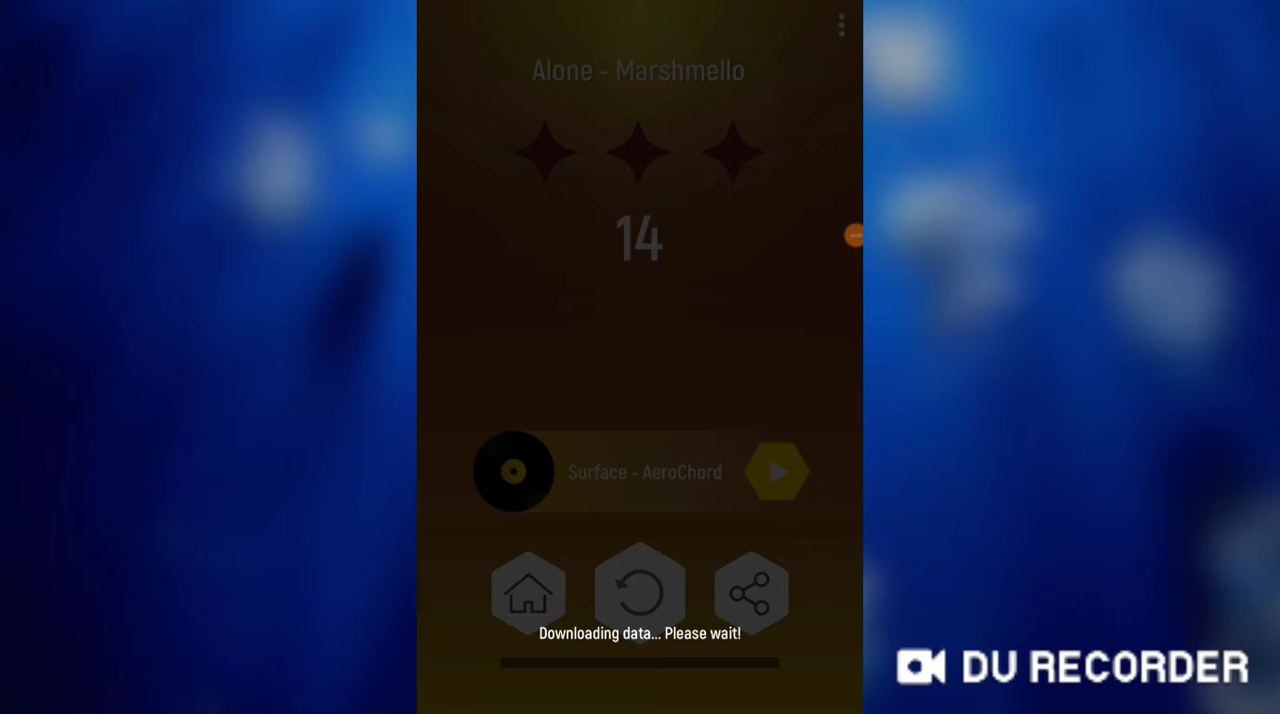 Alone - Marshmello
14
Surface - AeroChord
Downloading data... Please wait!
DU RECORDER